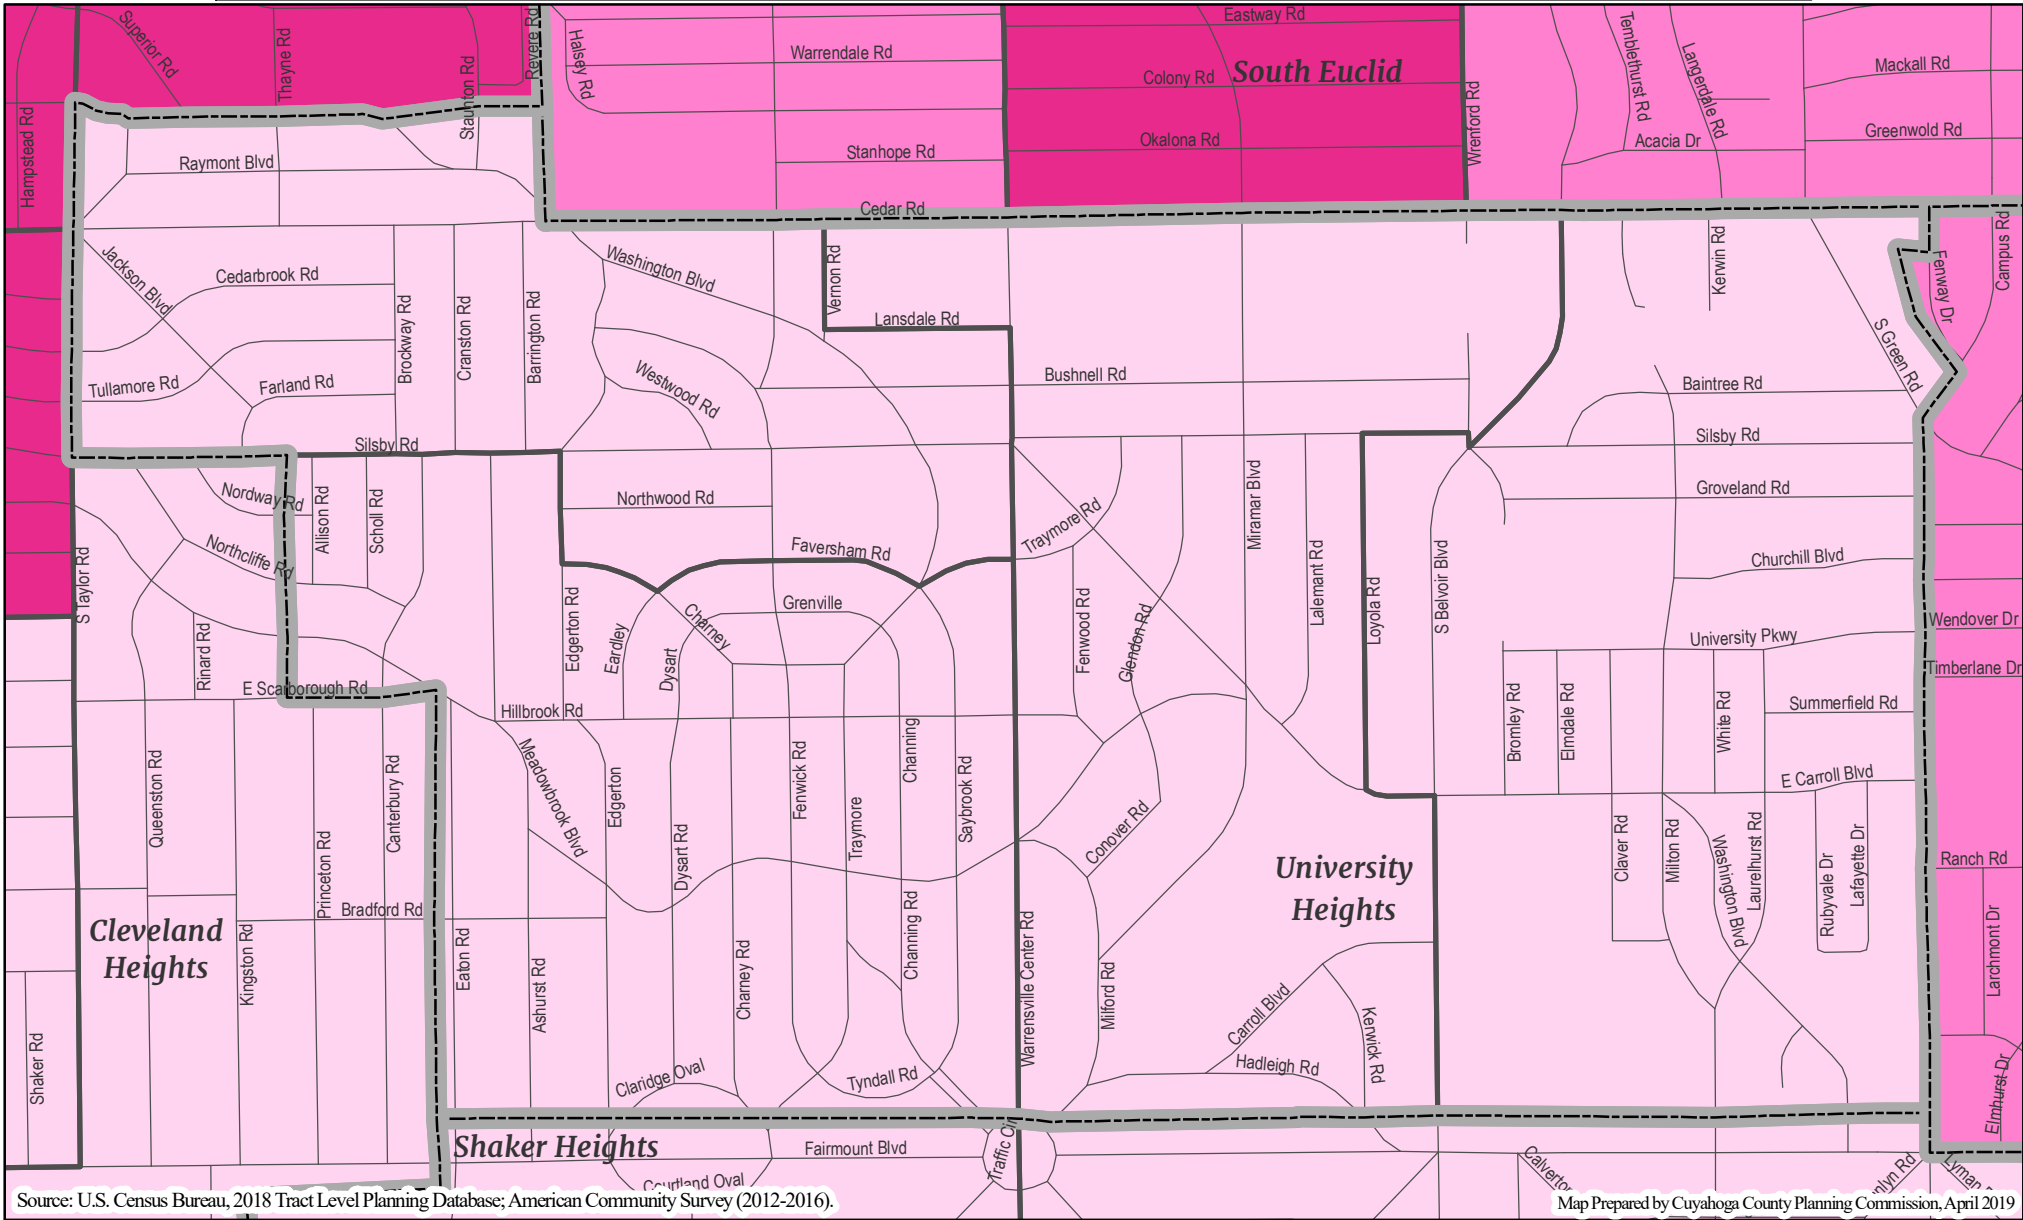 Superior Rd
Thayne Rd
Staunton Rd
Revere Rd
Halsey Rd
Warrendale Rd
Stanhope Rd
Eastway Rd
Colony Rd
South Euclid
Okalona Rd
Wrenford Rd
Templethurst Rd
Langerdale Rd
Acacia Dr
Mackall Rd
Greenwold Rd
Hampstead Rd
Raymont Blvd
Cedar Rd
Jackson Blvd
Cedarbrook Rd
Washington Blvd
Vernon Rd
Lansdale Rd
Kerwin Rd
S Green Rd
Fenway Dr
Campus Rd
Tullamore Rd
Farland Rd
Brockway Rd
Cranston Rd
Barrington Rd
Westwood Rd
Bushnell Rd
Baintree Rd
Silsby Rd
Silsby Rd
Nordway Rd
Allison Rd
Scholl Rd
Northwood Rd
Traymore Rd
Miramar Blvd
Groveland Rd
Northcliffe Rd
Faversham Rd
Churchill Blvd
S Taylor Rd
Rinard Rd
Edgerton Rd
Eardley
Charney
Grenville
Dysart
Fenwood Rd
Glendon Rd
Lalemant Rd
Loyola Rd
S Belvoir Blvd
University Pkwy
Wendover Dr
Timberlane Dr
E Scarborough Rd
Hillbrook Rd
Bromley Rd
Elmdale Rd
White Rd
Summerfield Rd
Queenston Rd
Princeton Rd
Canterbury Rd
Meadowbrook Blvd
Edgerton
Dysart Rd
Fenwick Rd
Traymore
Channing
Saybrook Rd
Conover Rd
E Carroll Blvd
Claver Rd
Milton Rd
Washington Blvd
Laurelhurst Rd
Rubyvale Dr
Lafayette Dr
Ranch Rd
University
Heights
Bradford Rd
Cleveland
Heights
Kingston Rd
Eaton Rd
Ashurst Rd
Charney Rd
Channing Rd
Warrensville Center Rd
Milford Rd
Carroll Blvd
Kerwick Rd
Hadleigh Rd
Larchmont Dr
Elmhurst Dr
Shaker Rd
Claridge Oval
Tyndall Rd
Shaker Heights
Fairmount Blvd
Traffic Cir
Courtland Oval
Source: U.S. Census Bureau, 2018 Tract Level Planning Database; American Community Survey (2012-2016).
Map Prepared by Cuyahoga County Planning Commission, April 2019